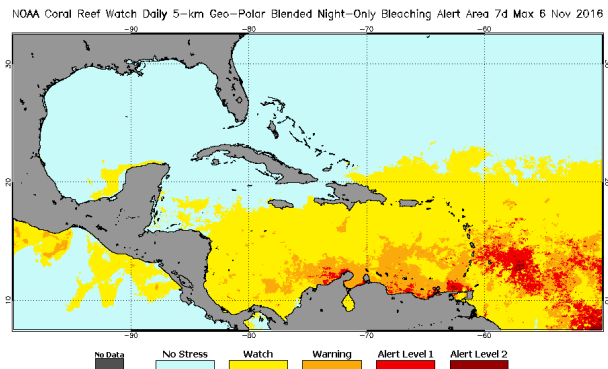 NOAA Coral Reef Watch Daily 5-km Geo-Polar Blended Night-Only Bleaching Alert Area 7d Max 6 Nov 2016
-90 -80 -70 -60
30
20
10
-90 -80 -70 -60
No Data No Stress Watch Warning Alert Level 1 Alert Level 2